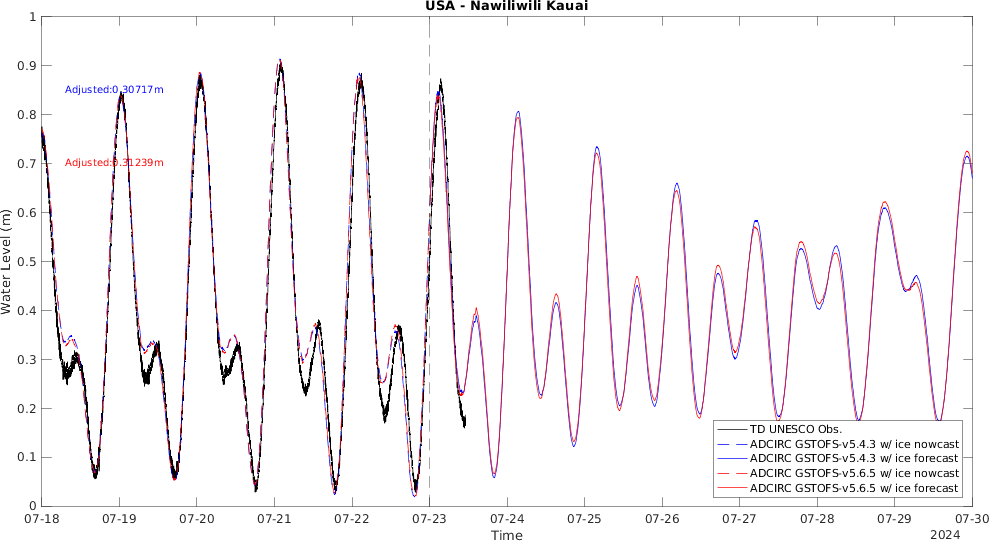 USA - Nawiliwili Kauai
1
0.9
0.8
0.7
0.6
0.5
0.4
0.3
0.2
0.1
0
Water Level (m)
Adjusted:0.30717m
Adjusted:0.31239m
TD UNESCO Obs.
ADCIRC GSTOFS-v5.4.3 w/ ice nowcast
ADCIRC GSTOFS-v5.4.3 w/ ice forecast
ADCIRC GSTOFS-v5.6.5 w/ ice nowcast
ADCIRC GSTOFS-v5.6.5 w/ ice forecast
07-18 07-19 07-20 07-21 07-22 07-23 07-24 07-25 07-26 07-27 07-28 07-29 07-30
Time
2024